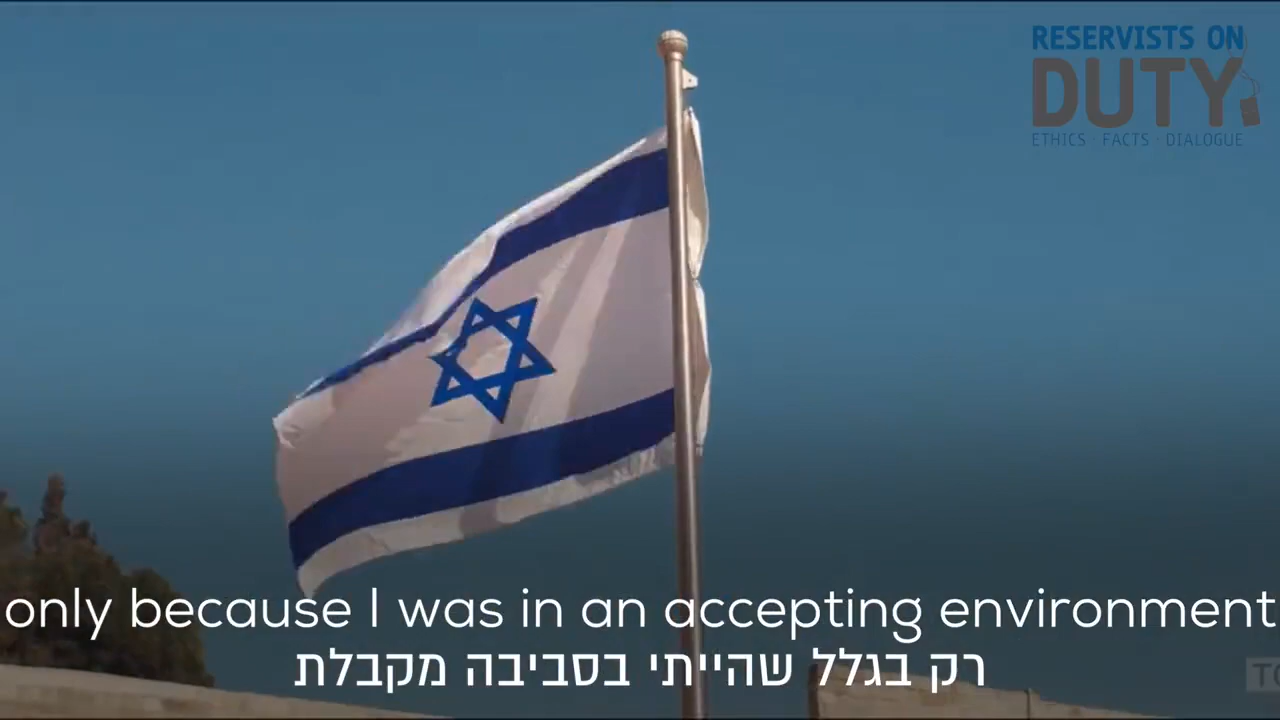 RESERVISTS ON
DUTY
ETHICS · FACTS · DIALOGUE
only because I was in an accepting environment
רק בגלל שהייתי בסביבה מקבלת